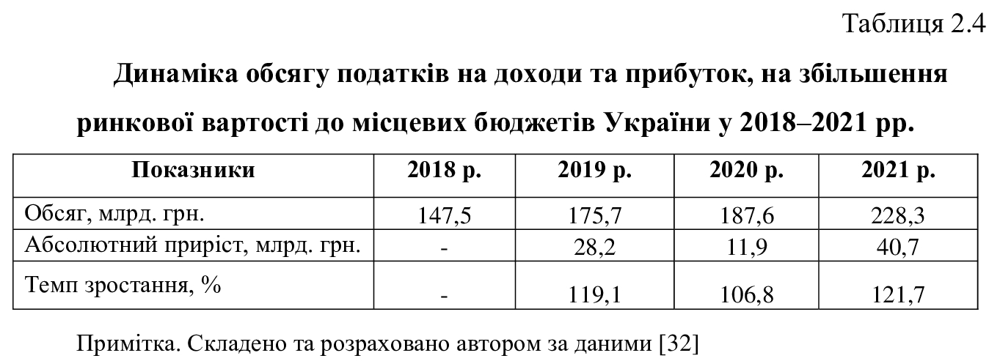 Таблиця 2.4
Динаміка обсягу податків на доходи та прибуток, на збільшення
ринкової вартості до місцевих бюджетів України у 2018–2021 рр.
Показники 2018 р. 2019 р. 2020 р. 2021 р.
Обсяг, млрд. грн. 147,5 175,7 187,6 228,3
Абсолютний приріст, млрд. грн. - 28,2 11,9 40,7
Темп зростання, % - 119,1 106,8 121,7
Примітка. Складено та розраховано автором за даними [32]